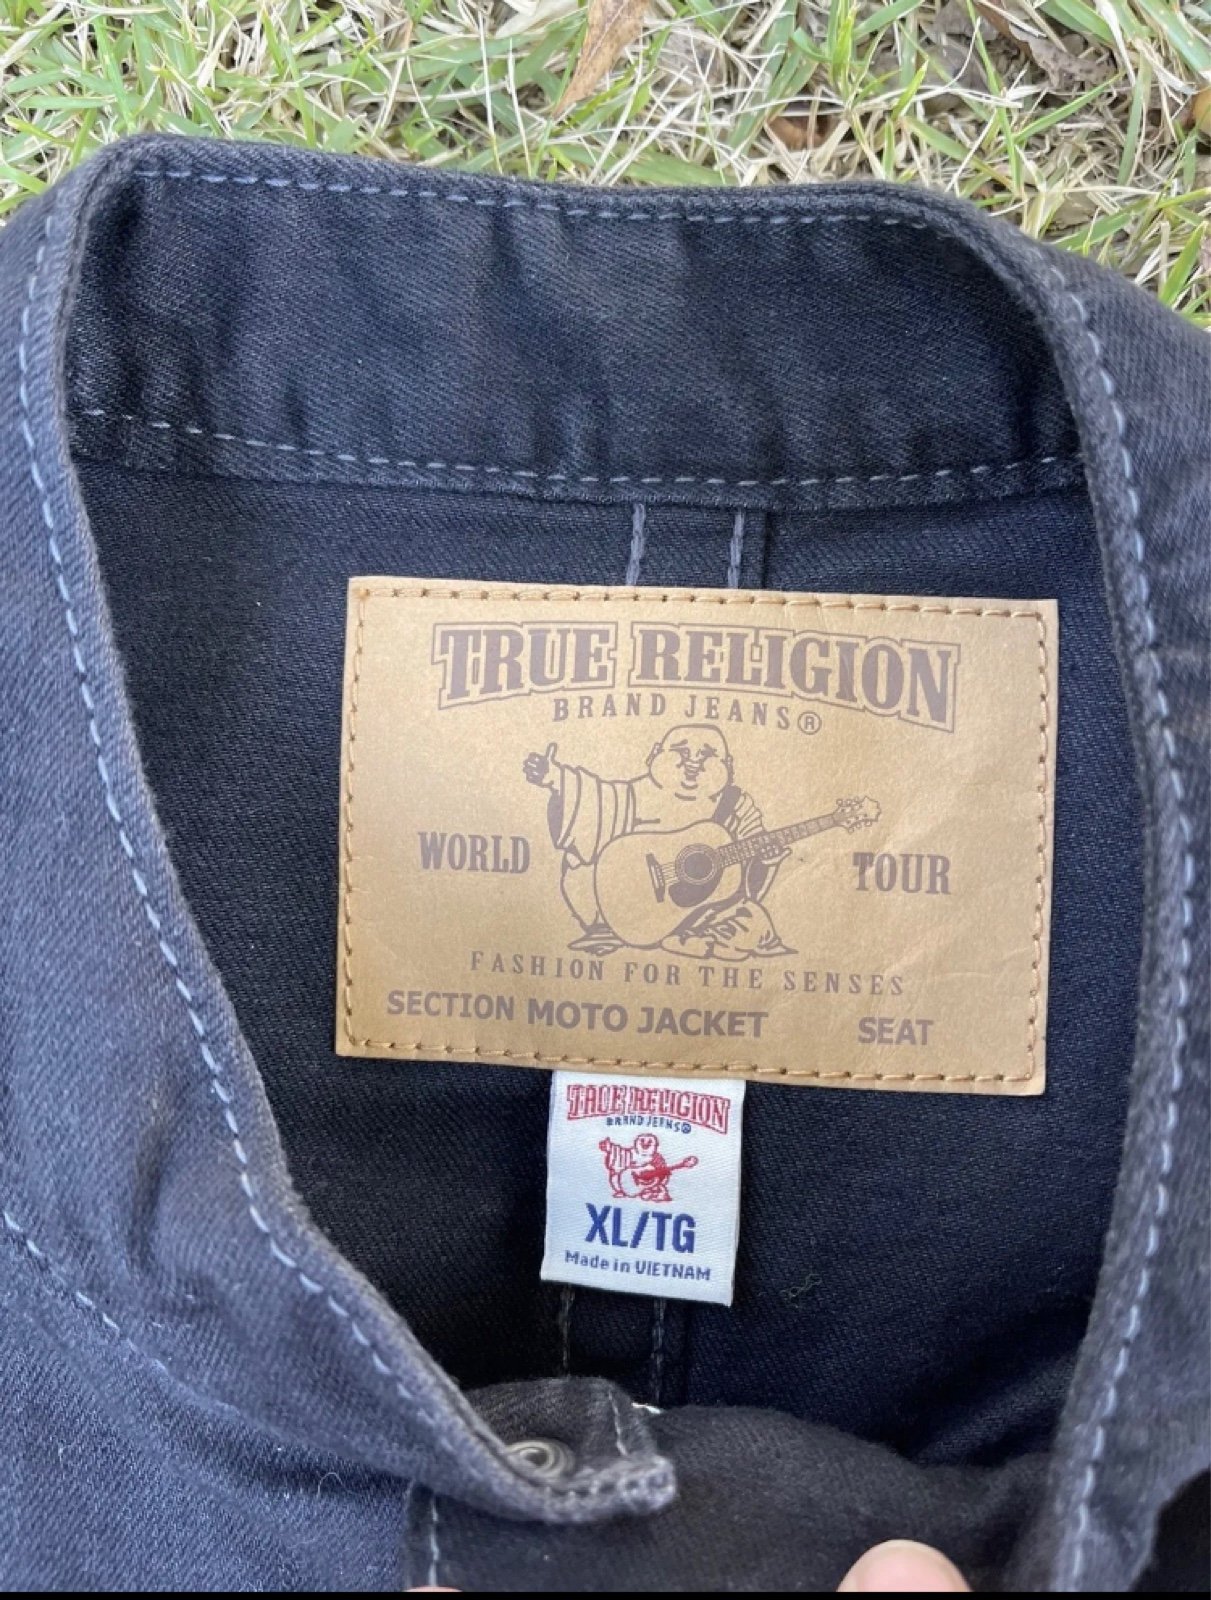 TRUE RELIGION
BRAND JEANS®
WORLD TOUR
FASHION FOR THE SENSES
SECTION MOTO JACKET SEAT
TRUE RELIGION
BRAND JEANS®
XL/TG
Made in VIETNAM